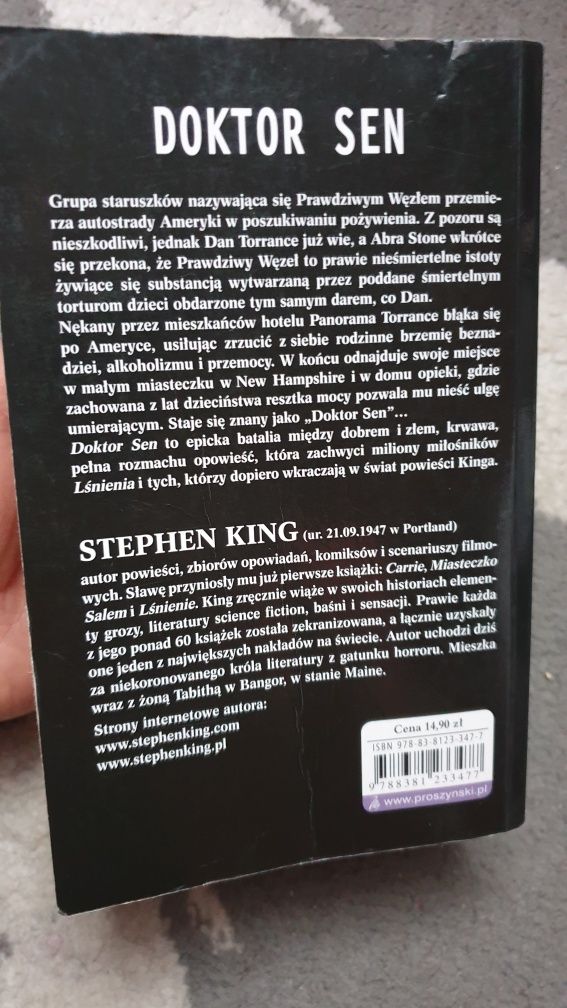 DOKTOR SEN
Grupa staruszków nazywająca się Prawdziwym Węzłem przemie-
rza autostrady Ameryki w poszukiwaniu pożywienia. Z pozoru są
nieszkodliwi, jednak Dan Torrance już wie, a Abra Stone wkrótce
się przekona, że Prawdziwy Węzeł to prawie nieśmiertelne istoty
żywiące się substancją wytwarzaną przez poddane śmiertelnym
torturom dzieci obdarzone tym samym darem, co Dan.
Nękany przez mieszkańców hotelu Panorama Torrance błąka się
po Ameryce, usiłując zrzucić z siebie rodzinne brzemię bezna-
dziei, alkoholizmu i przemocy. W końcu odnajduje swoje miejsce
w małym miasteczku w New Hampshire i w domu opieki, gdzie
zachowana z lat dzieciństwa resztka mocy pozwala mu nieść ulgę
umierającym. Staje się znany jako „Doktor Sen”...
Doktor Sen to epicka batalia między dobrem i złem, krwawa,
pełna rozmachu opowieść, która zachwyci miliony miłośników
Lśnienia i tych, którzy dopiero wkraczają w świat powieści Kinga.
STEPHEN KING (ur. 21.09.1947 w Portland)
autor powieści, zbiorów opowiadań, komiksów i scenariuszy filmo-
wych. Sławę przyniosły mu już pierwsze książki: Carrie, Miasteczko
Salem i Lśnienie. King zręcznie wiąże w swoich historiach elemen-
ty grozy, literatury science fiction, baśni i sensacji. Prawie każda
z jego ponad 60 książek została zekranizowana, a łącznie uzyskały
one jeden z największych nakładów na świecie. Autor uchodzi dziś
za niekoronowanego króla literatury z gatunku horroru. Mieszka
wraz z żoną Tabithą w Bangor, w stanie Maine.
Strony internetowe autora:
www.stephenking.com
www.stephenking.pl
Cena 14,90 zł
ISBN 978-83-8123-347-7
9 788381 233477
www.proszynski.pl